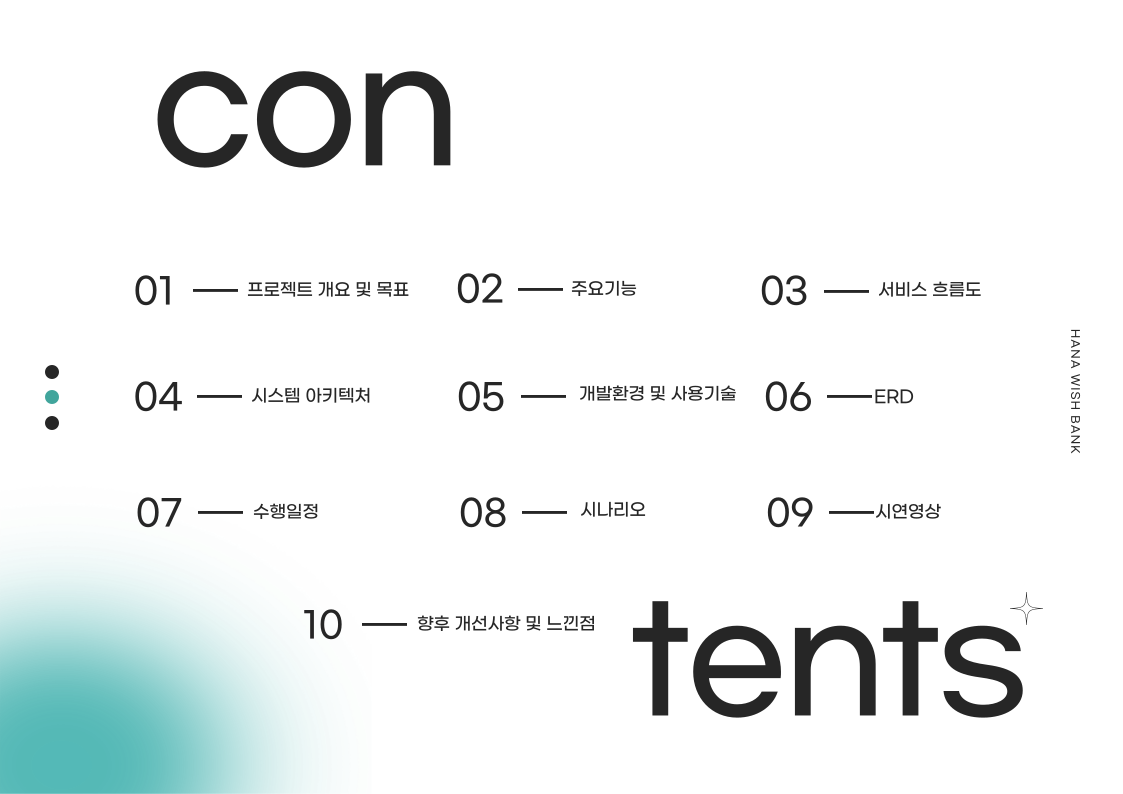 con
01 프로젝트 개요 및 목표
02 주요기능
03 서비스 흐름도
04 시스템 아키텍처
05 개발환경 및 사용기술
06 ERD
07 수행일정
08 시나리오
09 시연영상
10 향후 개선사항 및 느낀점
tents
HANA WISH BANK